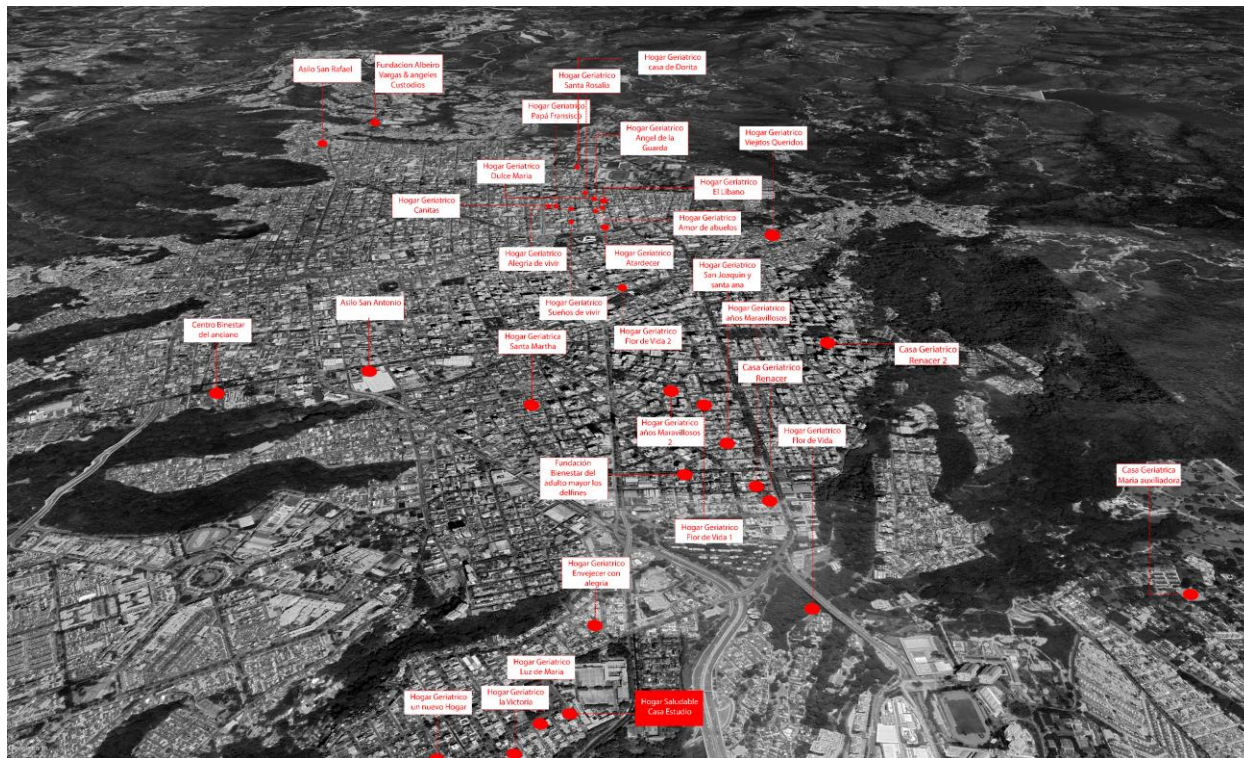 Hogar Geriatrico
casa de Dorita
Asilo San Rafael
Fundacion Albeiro
Vargas & angeles
Custodios
Hogar Geriatrico
Santa Rosalia
Hogar Geriatrico
Papá Fransisco
Hogar Geriatrico
Angel de la
Guarda
Hogar Geriatrico
Viejitos Queridos
Hogar Geriatrico
Dulce Maria
Hogar Geriatrico
El Libano
Hogar Geriatrico
Canitas
Hogar Geriatrico
Amor de abuelos
Hogar Geriatrico
Alegria de vivir
Hogar Geriatrico
Atardecer
Hogar Geriatrico
San Joaquin y
santa ana
Asilo San Antonio
Hogar Geriatrico
Sueños de vivir
Hogar Geriatrico
años Maravillosos
Centro Binestar
del anciano
Hogar Geriatrica
Santa Martha
Hogar Geriatrico
Flor de Vida 2
Casa Geriatrico
Renacer 2
Casa Geriatrico
Renacer
Hogar Geriatrico
años Maravillosos
2
Hogar Geriatrico
Flor de Vida
Fundación
Bienestar del
adulto mayor los
delfines
Casa Geriatrica
Maria auxiliadora
Hogar Geriatrico
Flor de Vida 1
Hogar Geriatrico
Envejecer con
alegria
Hogar Geriatrico
Luz de Maria
Hogar Geriatrico
un nuevo Hogar
Hogar Geriatrico
la Victoria
Hogar Saludable
Casa Estudio